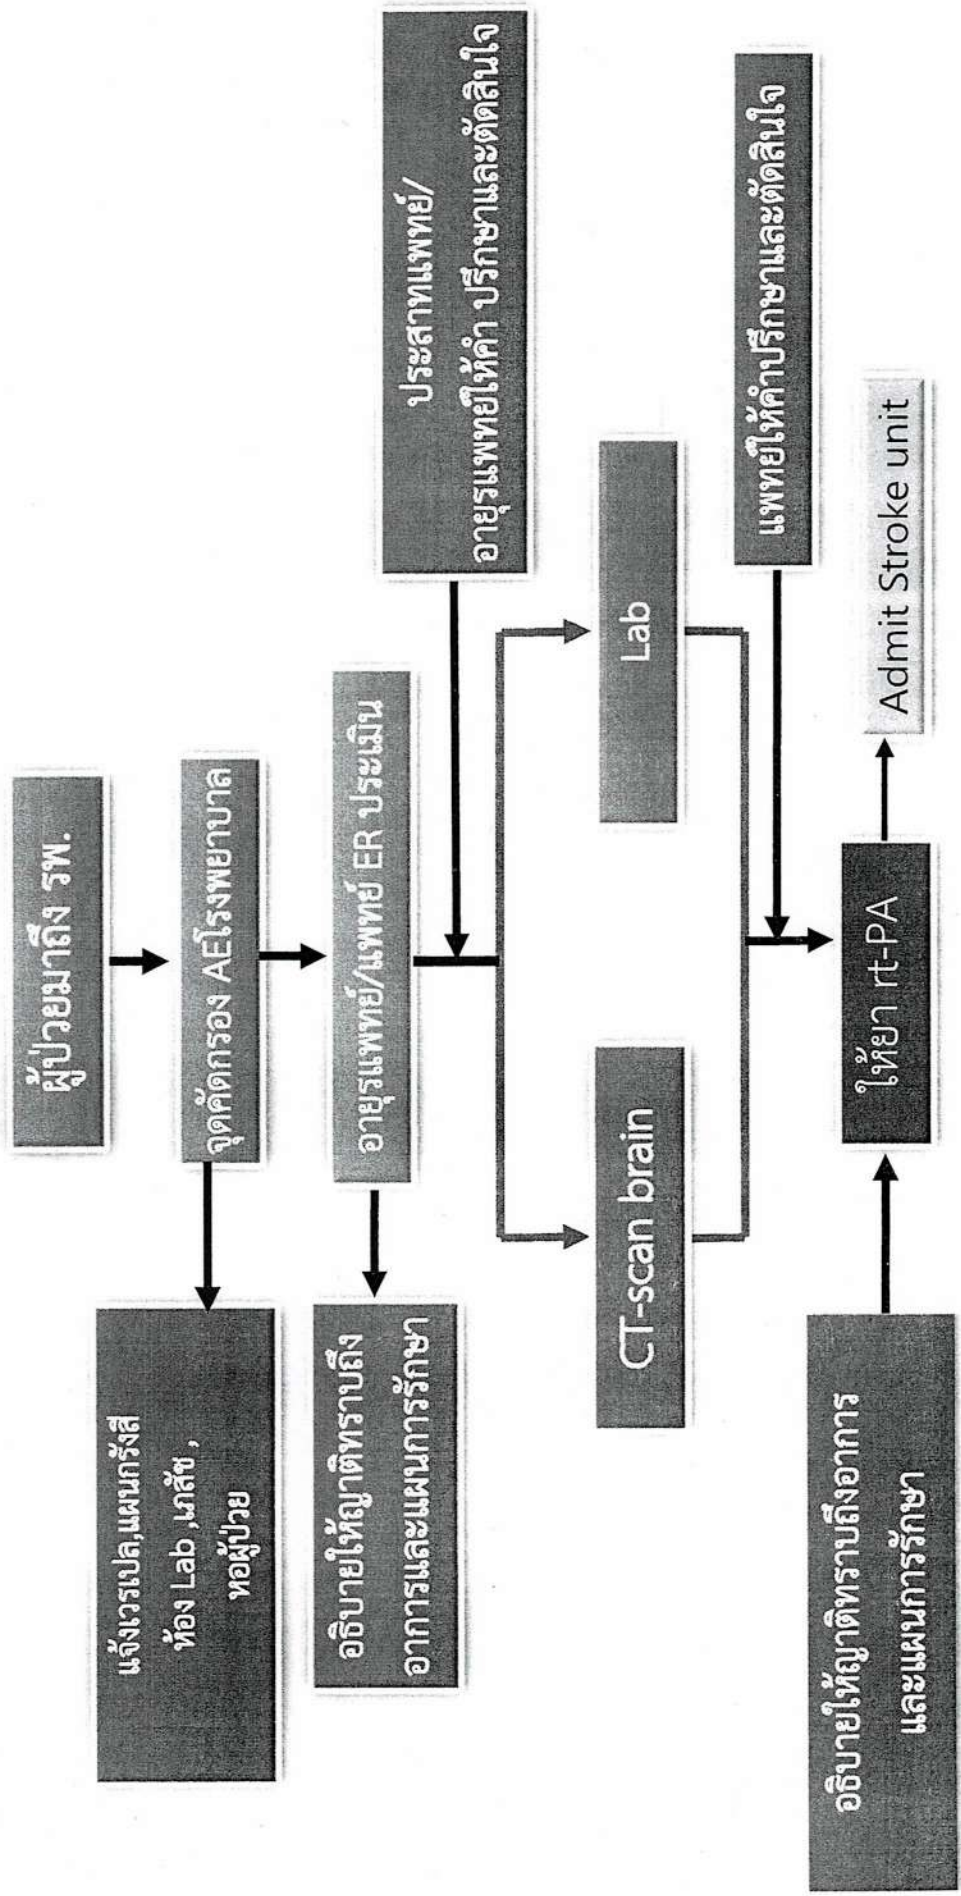 ผู้ป่วยมาถึง รพ.
จุดคัดกรอง AEโรงพยาบาล
แจ้งเวรเปล,แผนกรังสี
ห้อง Lab ,เภสัช ,
หอผู้ป่วย
อายุรแพทย์/แพทย์ ER ประเมิน
อธิบายให้ญาติทราบถึง
อาการและแผนการรักษา
ประสาทแพทย์/
อายุรแพทย์ให้คำ ปรึกษาและตัดสินใจ
CT-scan brain
Lab
แพทย์ให้คำปรึกษาและตัดสินใจ
อธิบายให้ญาติทราบถึงอาการ
และแผนการรักษา
ให้ยา rt-PA
Admit Stroke unit